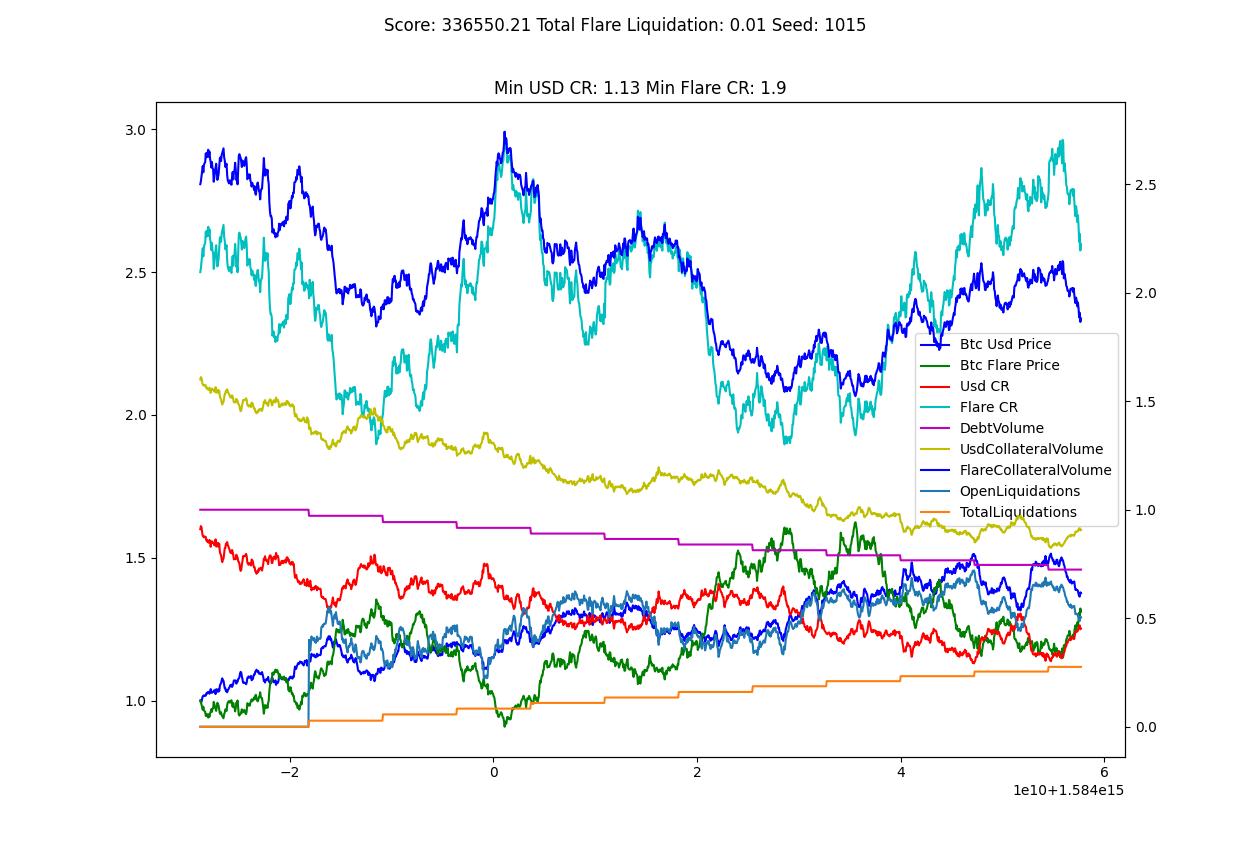 Score: 336550.21 Total Flare Liquidation: 0.01 Seed: 1015
Min USD CR: 1.13 Min Flare CR: 1.9
3.0
2.5
2.0
1.5
1.0
2.5
2.0
1.5
1.0
0.5
0.0
Btc Usd Price
Btc Flare Price
Usd CR
Flare CR
DebtVolume
UsdCollateralVolume
FlareCollateralVolume
OpenLiquidations
TotalLiquidations
−2 0 2 4 6
1e10+1.584e15